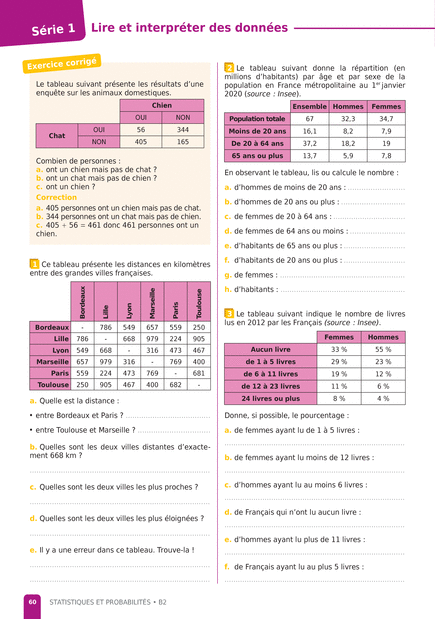 Série 1
Lire et interpréter des données
Exercice corrigé
Le tableau suivant présente les résultats d'une
enquête sur les animaux domestiques.
Chien
OUI NON
Chat OUI 56 344
NON 405 165
Combien de personnes :
a. ont un chien mais pas de chat ?
b. ont un chat mais pas de chien ?
c. ont un chien ?
Correction
a. 405 personnes ont un chien mais pas de chat.
b. 344 personnes ont un chat mais pas de chien.
c. 405 + 56 = 461 donc 461 personnes ont un
chien.
1 Ce tableau présente les distances en kilomètres
entre des grandes villes françaises.
Bordeaux Lille Lyon Marseille Paris Toulouse
Bordeaux - 786 549 657 559 250
Lille 786 - 668 979 224 905
Lyon 549 668 - 316 473 467
Marseille 657 979 316 - 769 400
Paris 559 224 473 769 - 681
Toulouse 250 905 467 400 682 -
a. Quelle est la distance :
• entre Bordeaux et Paris ?
• entre Toulouse et Marseille ?
b. Quelles sont les deux villes distantes d'exacte-
ment 668 km ?
c. Quelles sont les deux villes les plus proches ?
d. Quelles sont les deux villes les plus éloignées ?
e. Il y a une erreur dans ce tableau. Trouve-la !
2 Le tableau suivant donne la répartition (en
millions d'habitants) par âge et par sexe de la
population en France métropolitaine au 1er janvier
2020 (source : Insee).
Ensemble Hommes Femmes
Population totale 67 32,3 34,7
Moins de 20 ans 16,1 8,2 7,9
De 20 à 64 ans 37,2 18,2 19
65 ans ou plus 13,7 5,9 7,8
En observant le tableau, lis ou calcule le nombre :
a. d'hommes de moins de 20 ans :
b. d'hommes de 20 ans ou plus :
c. de femmes de 20 à 64 ans :
d. de femmes de 64 ans ou moins :
e. d'habitants de 65 ans ou plus :
f. d'habitants de 20 ans ou plus :
g. de femmes :
h. d'habitants :
3 Le tableau suivant indique le nombre de livres
lus en 2012 par les Français (source : Insee).
Femmes Hommes
Aucun livre 33 % 55 %
de 1 à 5 livres 29 % 23 %
de 6 à 11 livres 19 % 12 %
de 12 à 23 livres 11 % 6 %
24 livres ou plus 8 % 4 %
Donne, si possible, le pourcentage :
a. de femmes ayant lu de 1 à 5 livres :
b. de femmes ayant lu moins de 12 livres :
c. d'hommes ayant lu au moins 6 livres :
d. de Français qui n'ont lu aucun livre :
e. d'hommes ayant lu plus de 11 livres :
f. de Français ayant lu au plus 5 livres :
60 STATISTIQUES ET PROBABILITÉS • B2